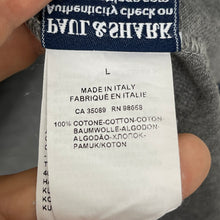 Authenticity check on
PAUL & SHARK
L
MADE IN ITALY
FABRIQUÉ EN ITALIE
CA 35089 RN 98058
100% COTONE-COTTON-COTON-
BAUMWOLLE-ALGODON-
ALGODÃO-ХЛОПОК-
PAMUK/KOTON